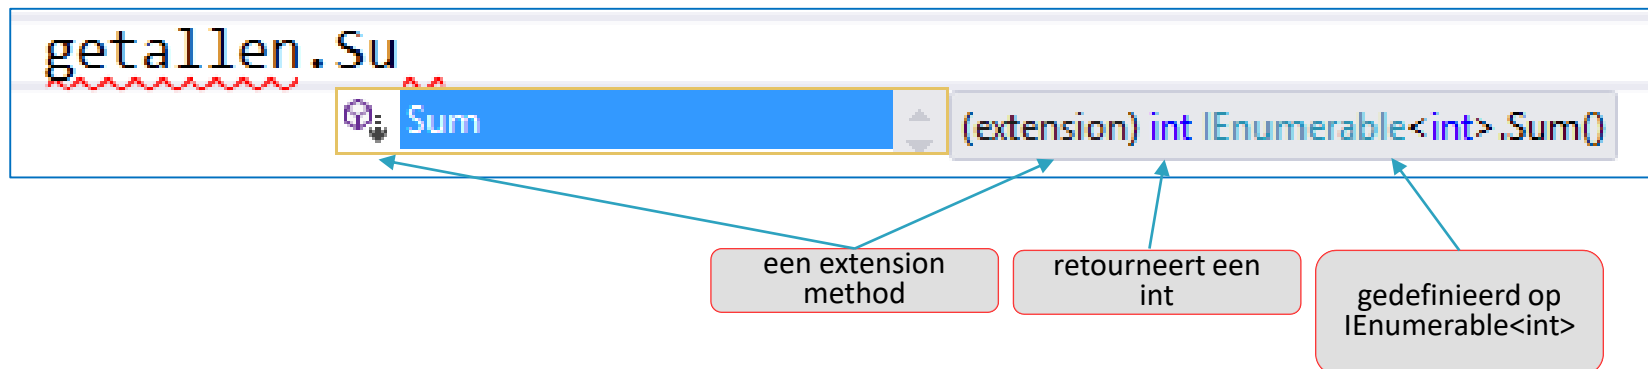 getallen.Su
Sum
(extension) int IEnumerable<int>.Sum()
een extension
method
retourneert een
int
gedefinieerd op
IEnumerable<int>